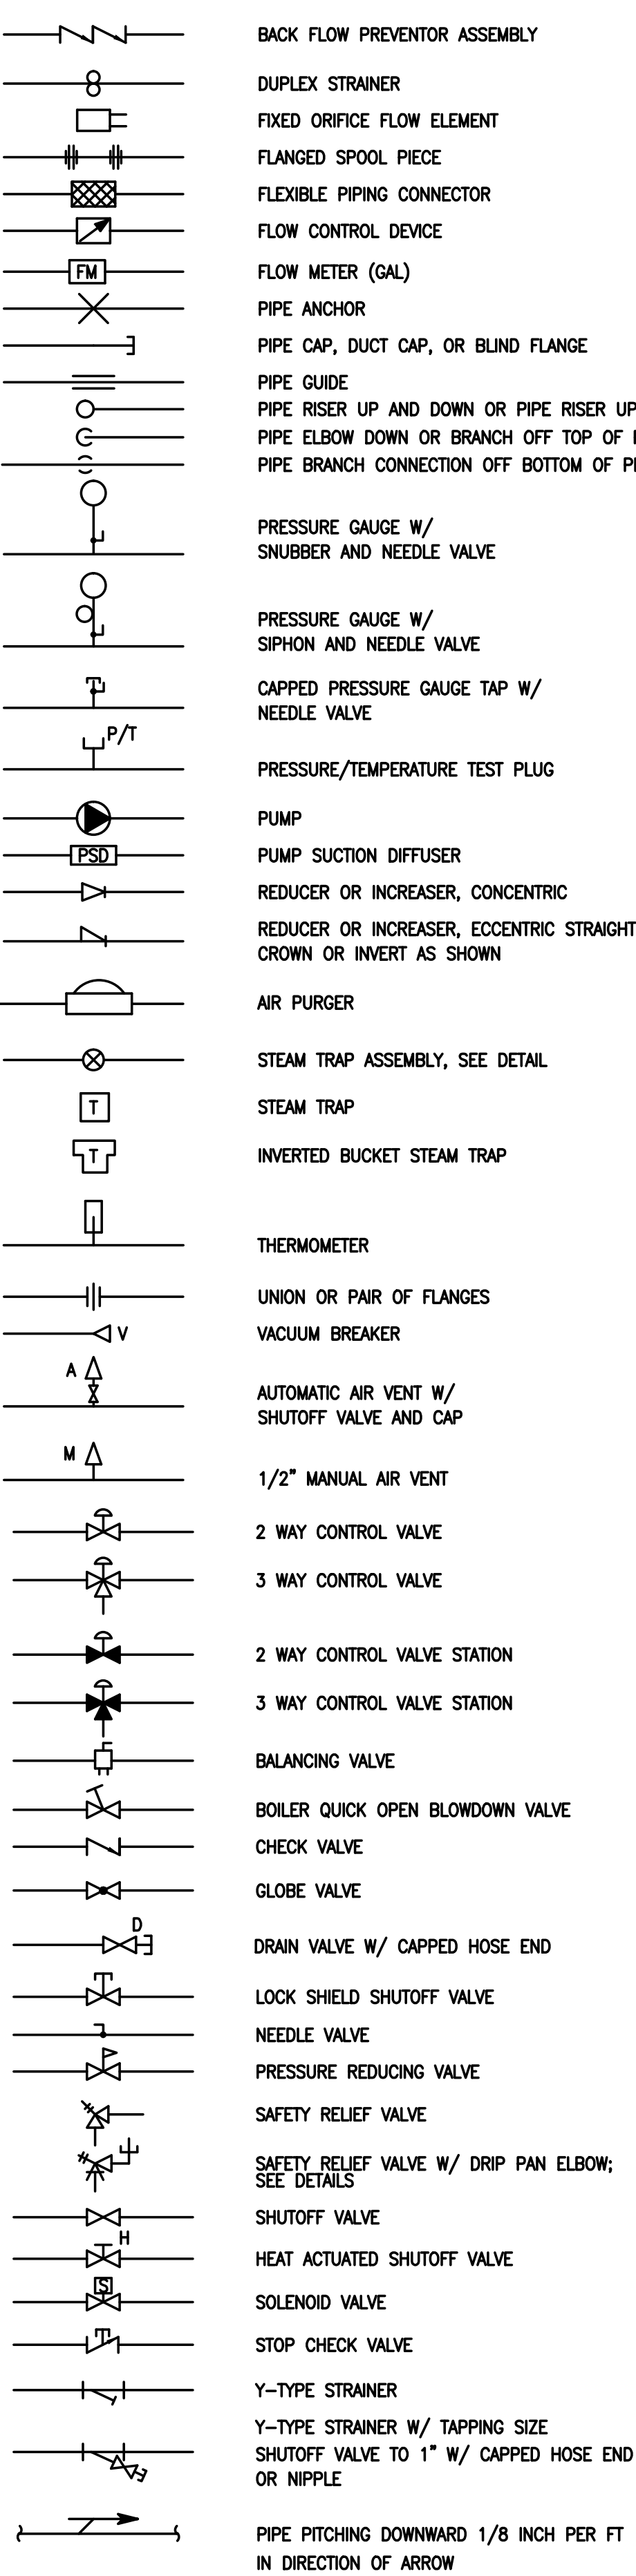 BACK FLOW PREVENTOR ASSEMBLY
DUPLEX STRAINER
FIXED ORIFICE FLOW ELEMENT
FLANGED SPOOL PIECE
FLEXIBLE PIPING CONNECTOR
FLOW CONTROL DEVICE
FM FLOW METER (GAL)
PIPE ANCHOR
PIPE CAP, DUCT CAP, OR BLIND FLANGE
PIPE GUIDE
PIPE RISER UP AND DOWN OR PIPE RISER UP
PIPE ELBOW DOWN OR BRANCH OFF TOP OF
PIPE BRANCH CONNECTION OFF BOTTOM OF
PRESSURE GAUGE W/
SNUBBER AND NEEDLE VALVE
PRESSURE GAUGE W/
SIPHON AND NEEDLE VALVE
CAPPED PRESSURE GAUGE TAP W/
NEEDLE VALVE
P/T
PRESSURE/TEMPERATURE TEST PLUG
PUMP
PSD PUMP SUCTION DIFFUSER
REDUCER OR INCREASER, CONCENTRIC
REDUCER OR INCREASER, ECCENTRIC STRAIGHT
CROWN OR INVERT AS SHOWN
AIR PURGER
STEAM TRAP ASSEMBLY, SEE DETAIL
T STEAM TRAP
T INVERTED BUCKET STEAM TRAP
THERMOMETER
UNION OR PAIR OF FLANGES
V VACUUM BREAKER
A
AUTOMATIC AIR VENT W/
SHUTOFF VALVE AND CAP
M
1/2" MANUAL AIR VENT
2 WAY CONTROL VALVE
3 WAY CONTROL VALVE
2 WAY CONTROL VALVE STATION
3 WAY CONTROL VALVE STATION
BALANCING VALVE
BOILER QUICK OPEN BLOWDOWN VALVE
CHECK VALVE
GLOBE VALVE
D
DRAIN VALVE W/ CAPPED HOSE END
LOCK SHIELD SHUTOFF VALVE
NEEDLE VALVE
PRESSURE REDUCING VALVE
SAFETY RELIEF VALVE
SAFETY RELIEF VALVE W/ DRIP PAN ELBOW;
SEE DETAILS
SHUTOFF VALVE
H
HEAT ACTUATED SHUTOFF VALVE
S
SOLENOID VALVE
STOP CHECK VALVE
Y-TYPE STRAINER
Y-TYPE STRAINER W/ TAPPING SIZE
SHUTOFF VALVE TO 1" W/ CAPPED HOSE END
OR NIPPLE
PIPE PITCHING DOWNWARD 1/8 INCH PER FT
IN DIRECTION OF ARROW